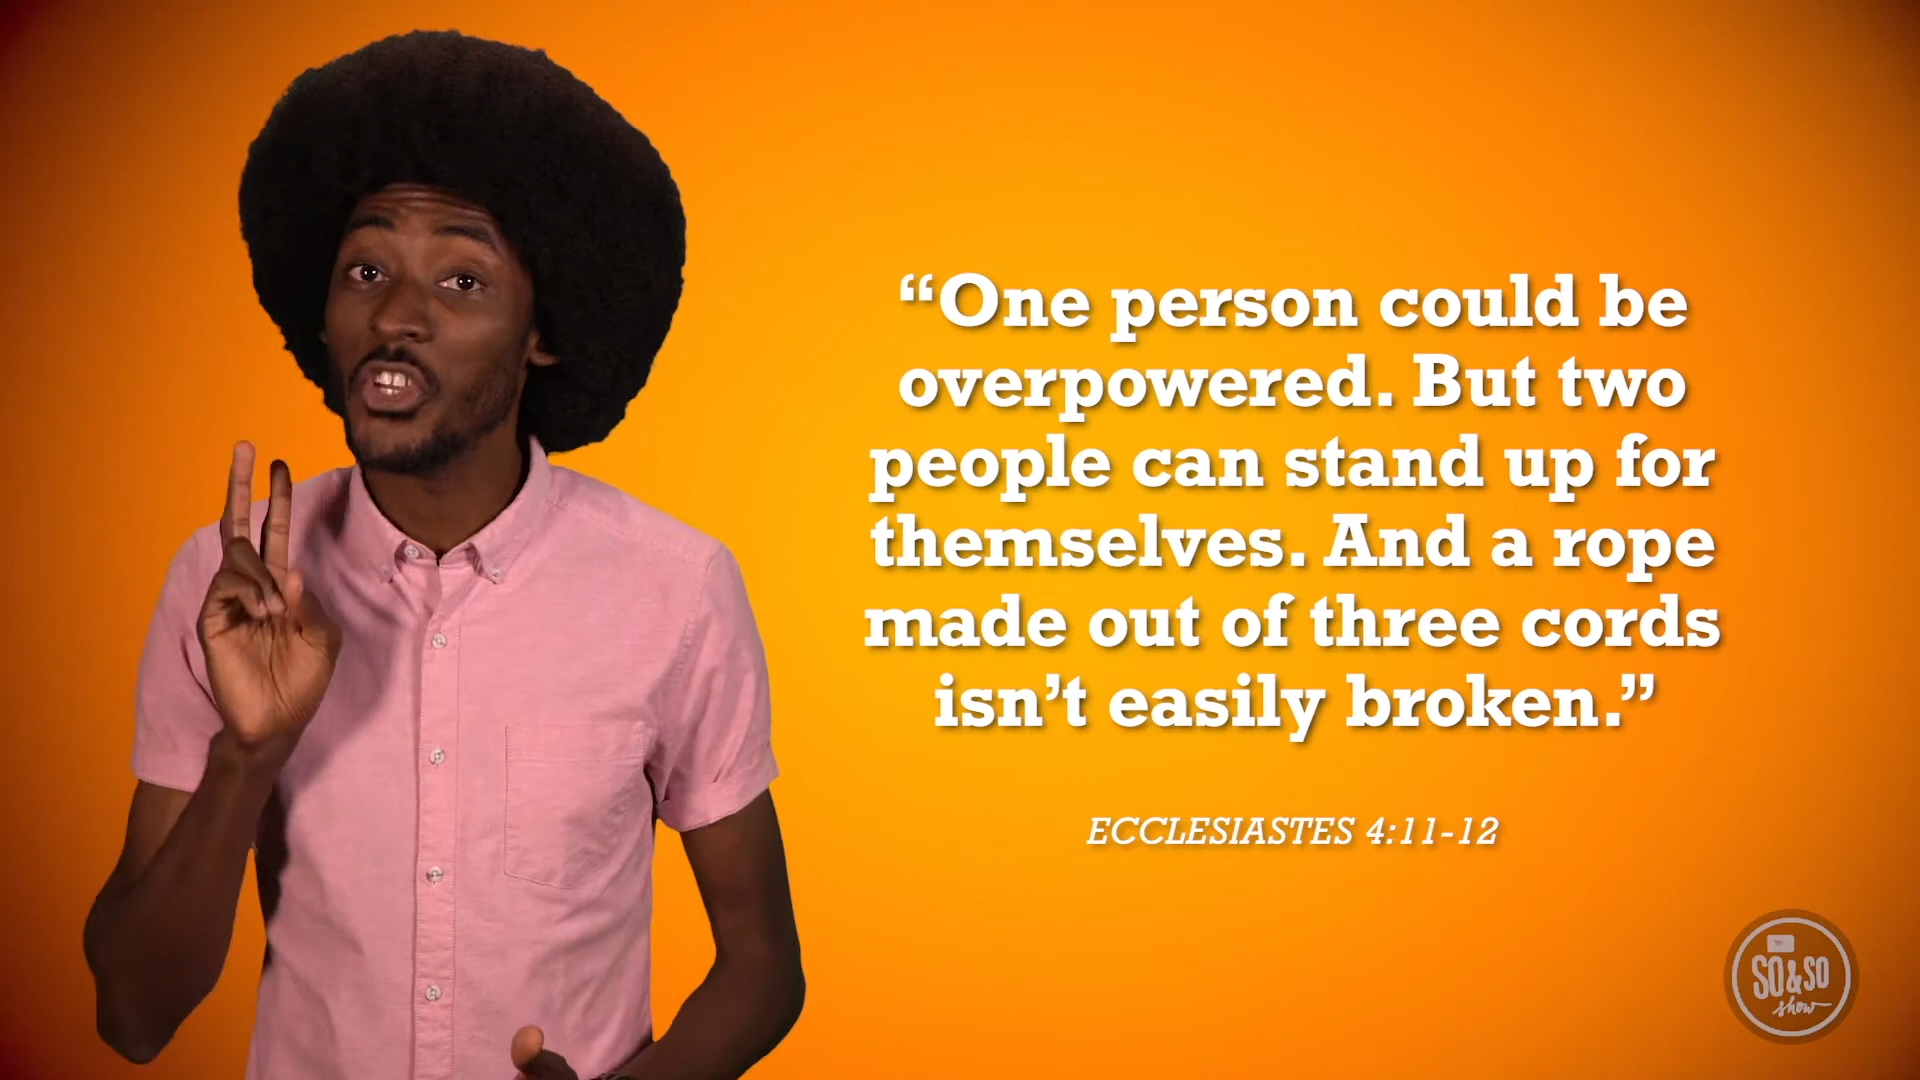 “One person could be
overpowered. But two
people can stand up for
themselves. And a rope
made out of three cords
isn’t easily broken.”
ECCLESIASTES 4:11-12
SO & SO
show